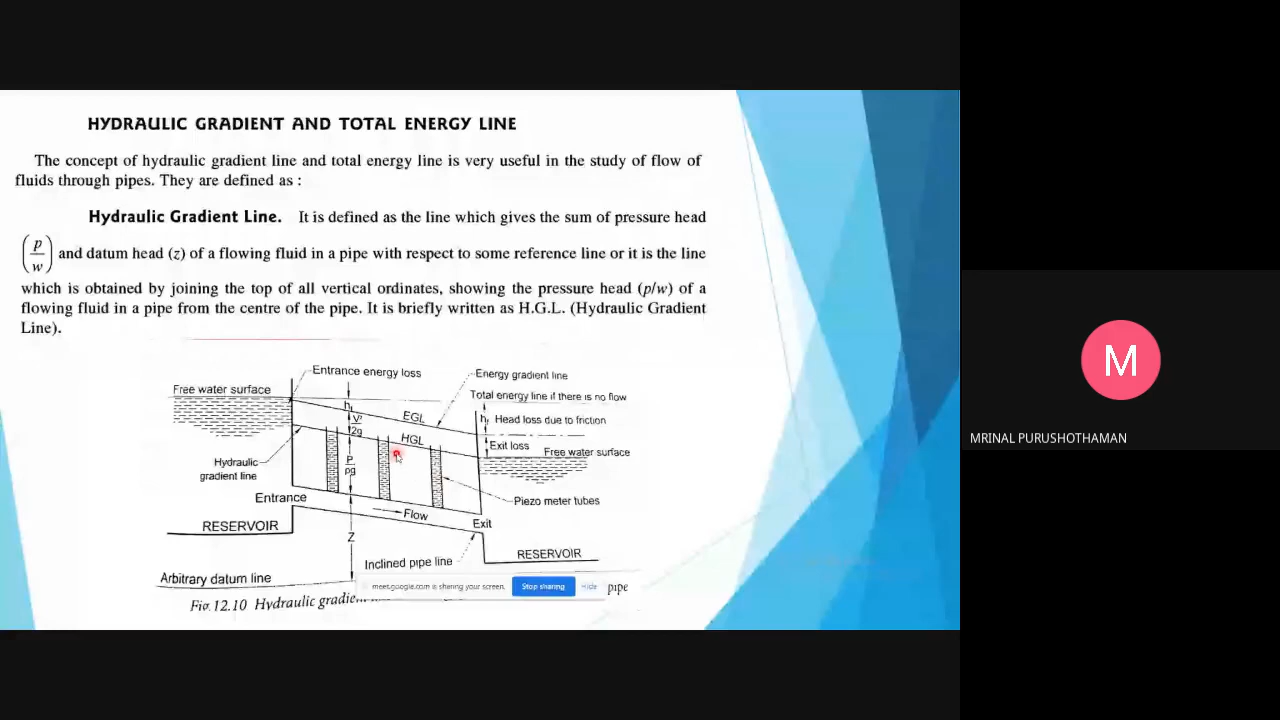 HYDRAULIC GRADIENT AND TOTAL ENERGY LINE
The concept of hydraulic gradient line and total energy line is very useful in the study of flow of
fluids through pipes. They are defined as :
Hydraulic Gradient Line. It is defined as the line which gives the sum of pressure head
(p/w) and datum head (z) of a flowing fluid in a pipe with respect to some reference line or it is the line
which is obtained by joining the top of all vertical ordinates, showing the pressure head (p/w) of a
flowing fluid in a pipe from the centre of the pipe. It is briefly written as H.G.L. (Hydraulic Gradient
Line).
Entrance energy loss
Energy gradient line
Free water surface
Total energy line if there is no flow
EGL
V²
2g
Head loss due to friction
HGL
Exit loss
Free water surface
Hydraulic
gradient line
P
ρg
Entrance
Piezo meter tubes
Flow
RESERVOIR
Exit
Z
RESERVOIR
Inclined pipe line
Arbitrary datum line
meet.google.com is sharing your screen.
Stop sharing
Hide
pipe
Fig. 12.10 Hydraulic
M
MRINAL PURUSHOTHAMAN